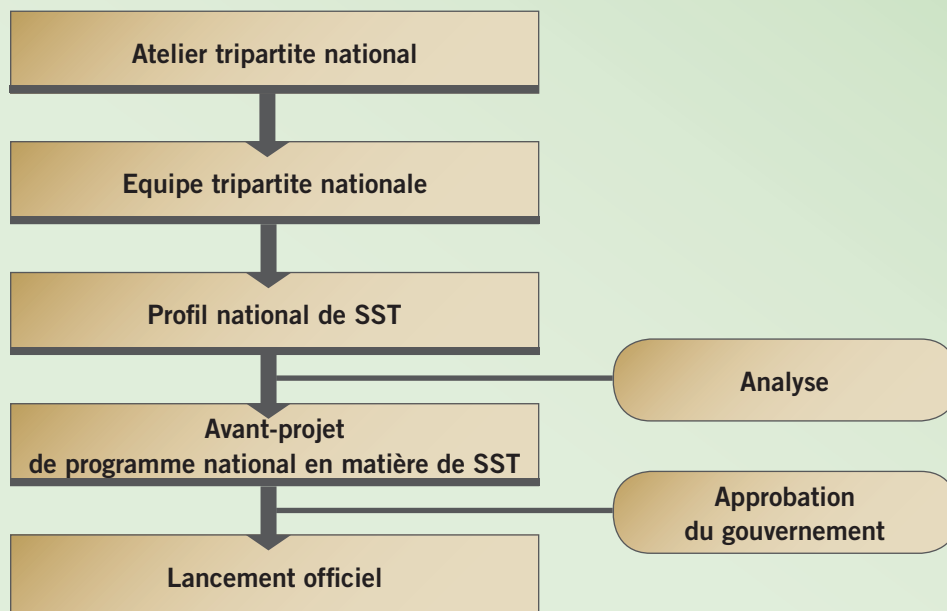 Atelier tripartite national
Equipe tripartite nationale
Profil national de SST
Analyse
Avant-projet
de programme national en matière de SST
Approbation
du gouvernement
Lancement officiel